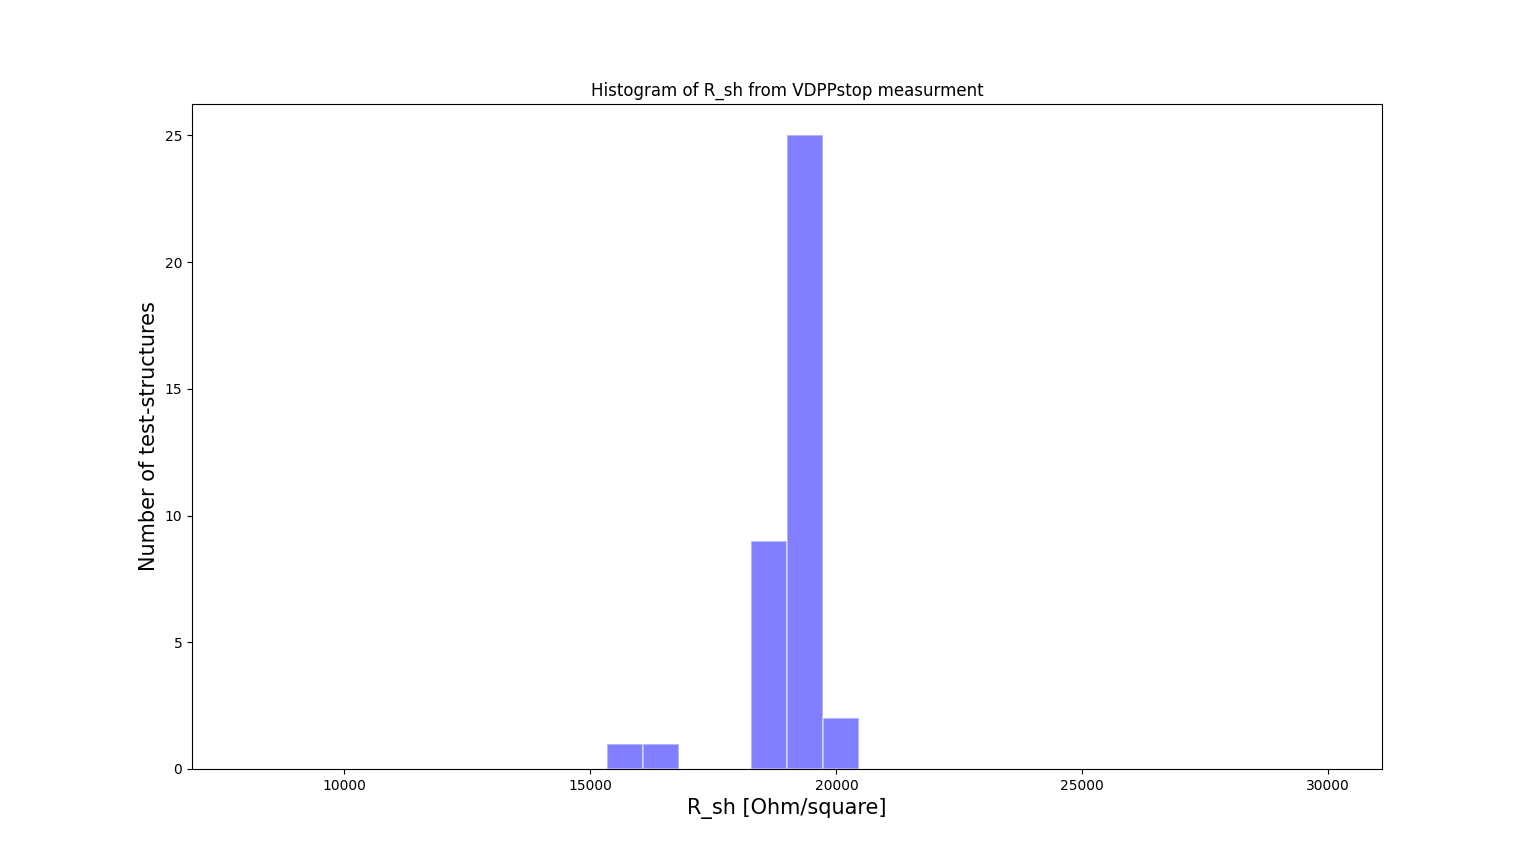 Histogram of R_sh from VDPPstop measurment
25
20
15
10
5
0
Number of test-structures
10000 15000 20000 25000 30000
R_sh [Ohm/square]